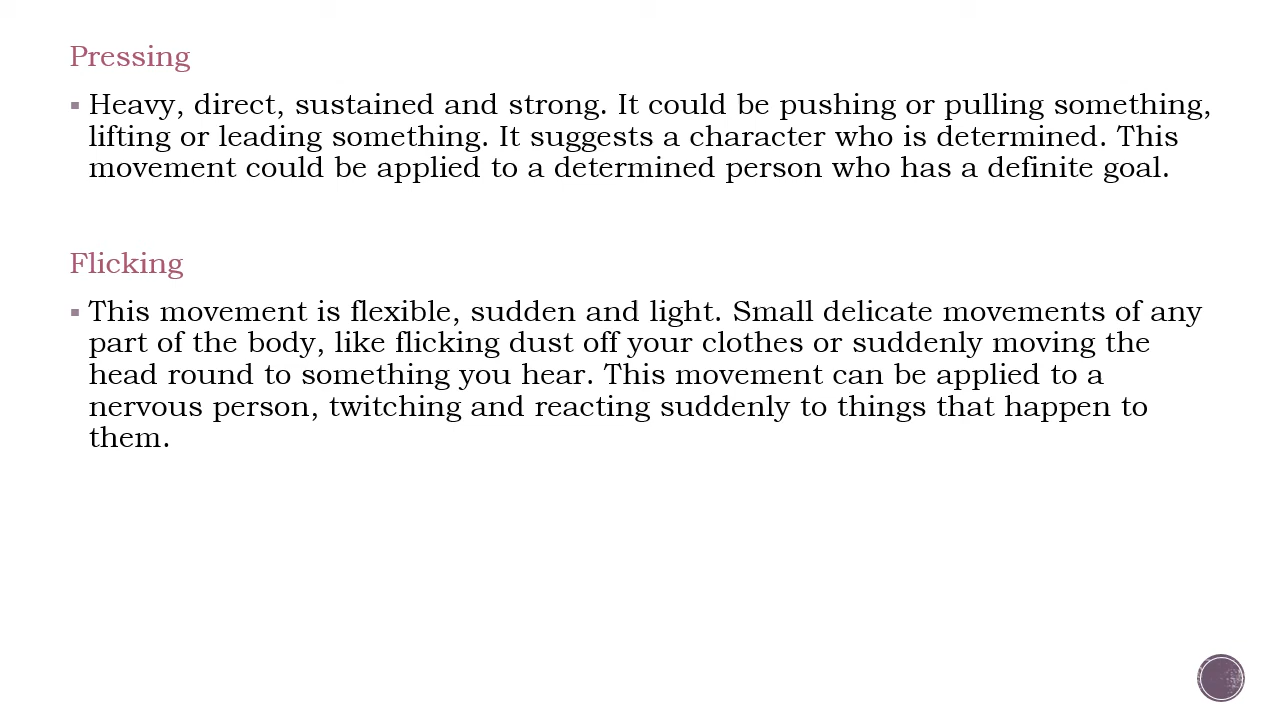 Pressing
▪ Heavy, direct, sustained and strong. It could be pushing or pulling something,
lifting or leading something. It suggests a character who is determined. This
movement could be applied to a determined person who has a definite goal.
Flicking
▪ This movement is flexible, sudden and light. Small delicate movements of any
part of the body, like flicking dust off your clothes or suddenly moving the
head round to something you hear. This movement can be applied to a
nervous person, twitching and reacting suddenly to things that happen to
them.